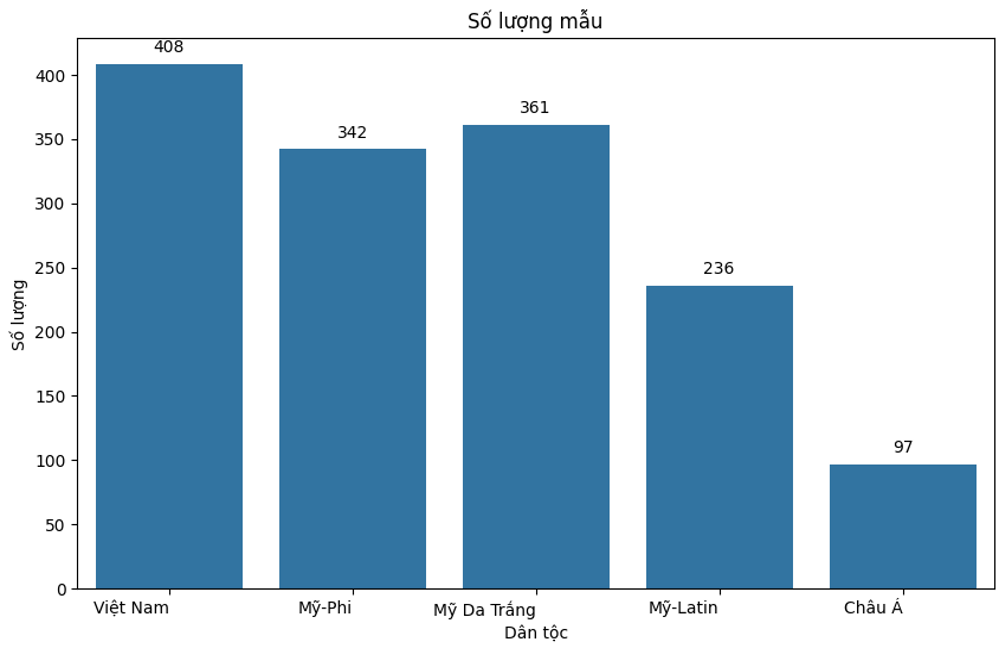 Số lượng mẫu
408
342
361
236
97
400
350
300
250
200
150
100
50
0
Số lượng
Việt Nam
Mỹ-Phi
Mỹ Da Trắng
Mỹ-Latin
Châu Á
Dân tộc